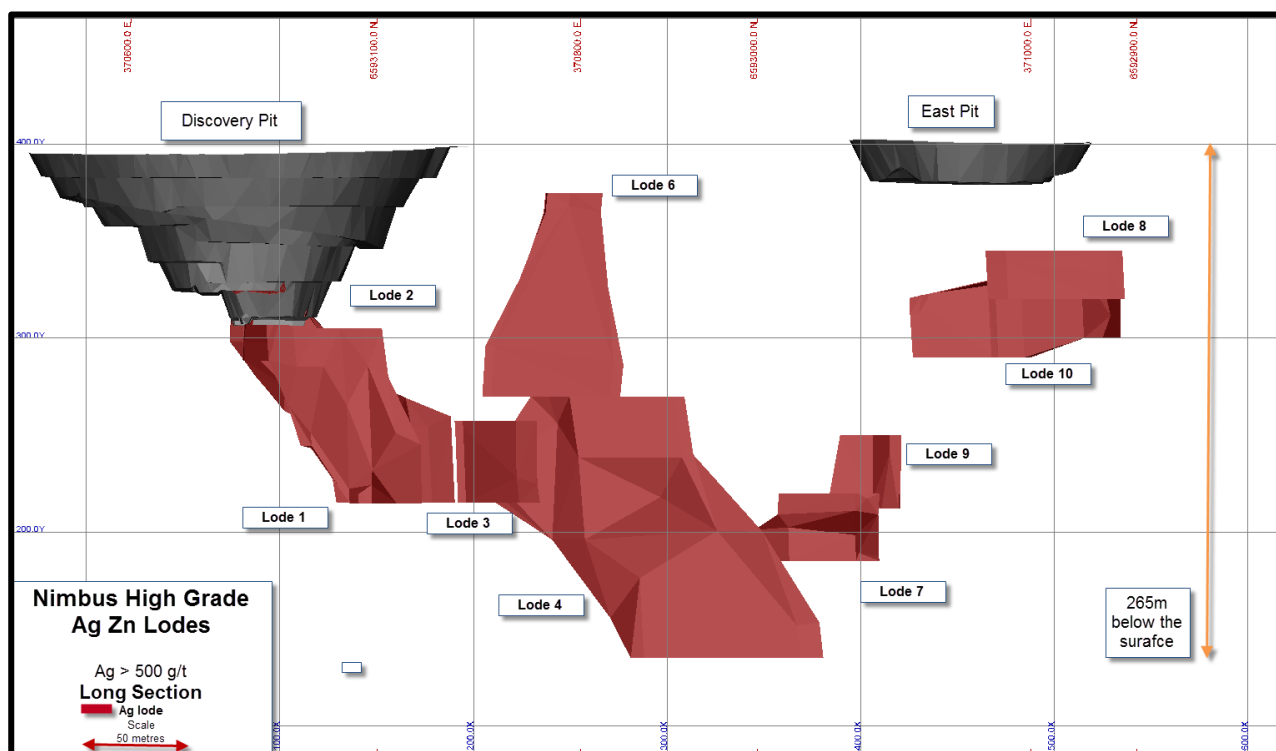 370600.0 E
6593100.0 N
370800.0 E
6593000.0 N
371000.0 E
6592900.0 N
Discovery Pit
East Pit
400.0Y
Lode 6
Lode 8
Lode 2
300.0Y
Lode 10
Lode 9
Lode 1
Lode 3
200.0Y
Lode 4
Lode 7
265m
below the
surafce
Nimbus High Grade
Ag Zn Lodes
Ag > 500 g/t
Long Section
Ag lode
Scale
50 metres
100.0X
200.0X
300.0X
400.0X
500.0X
600.0X